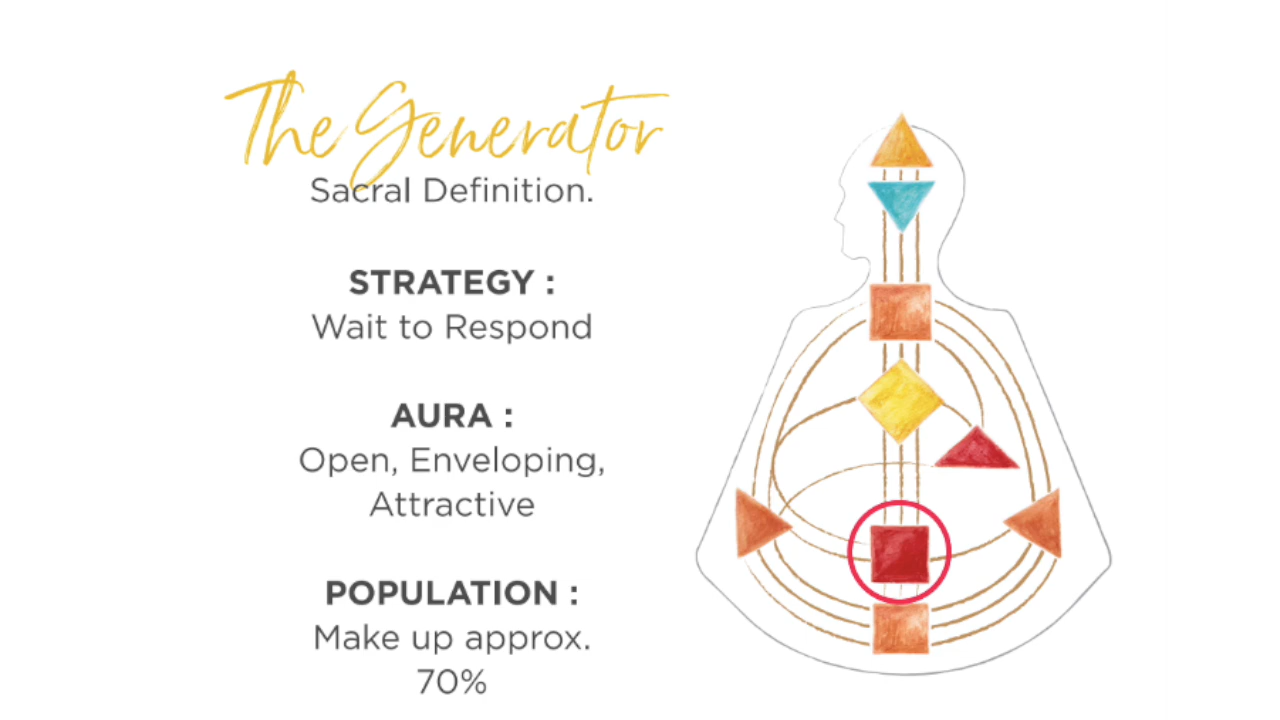 The Generator
Sacral Definition.
STRATEGY :
Wait to Respond
AURA :
Open, Enveloping,
Attractive
POPULATION :
Make up approx.
70%